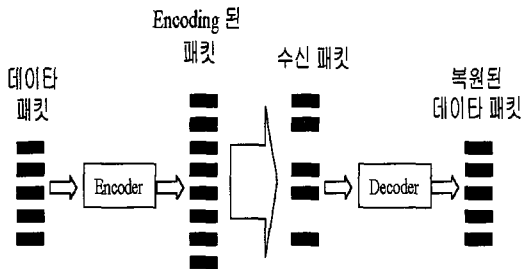 데이타
패킷
Encoder
Encoding 된
패킷
수신 패킷
Decoder
복원된
데이타 패킷